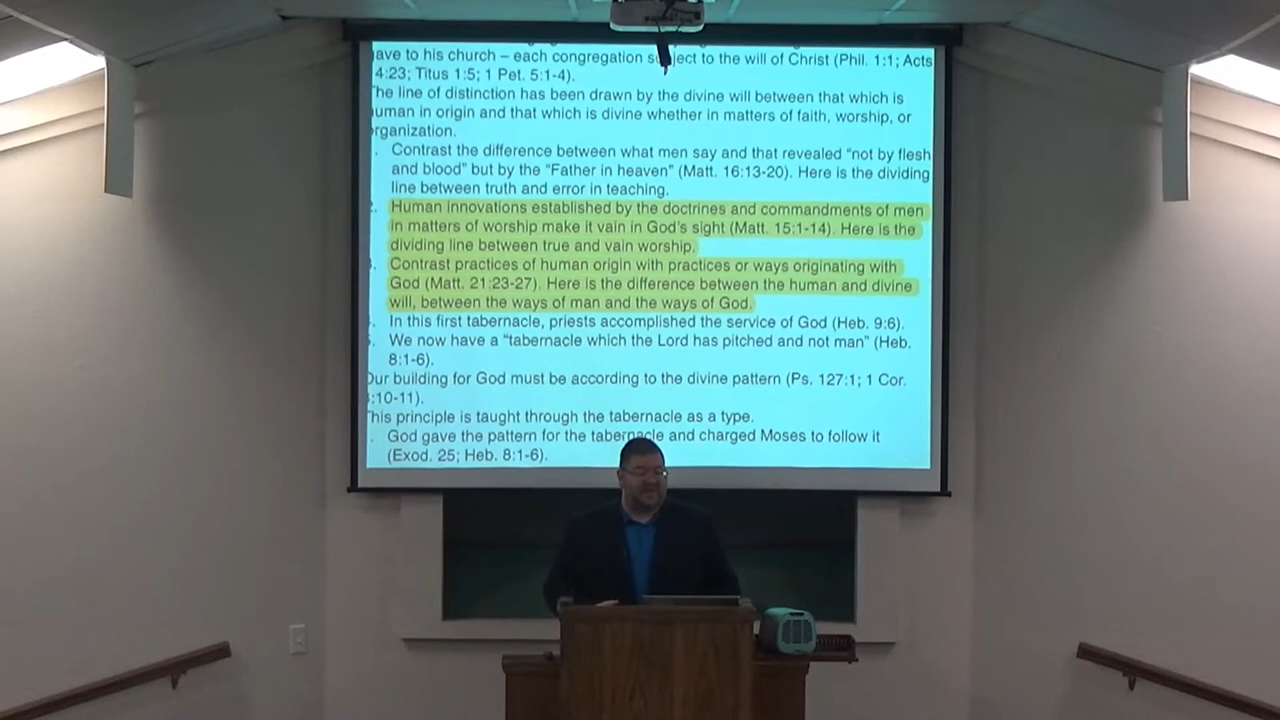 ave to his church – each congregation subject to the will of Christ (Phil. 1:1; Acts
4:23; Titus 1:5; 1 Pet. 5:1-4).
he line of distinction has been drawn by the divine will between that which is
uman in origin and that which is divine whether in matters of faith, worship, or
rganization.
. Contrast the difference between what men say and that revealed “not by flesh
and blood” but by the “Father in heaven” (Matt. 16:13-20). Here is the dividing
line between truth and error in teaching.
. Human innovations established by the doctrines and commandments of men
in matters of worship make it vain in God’s sight (Matt. 15:1-14). Here is the
dividing line between true and vain worship.
. Contrast practices of human origin with practices or ways originating with
God (Matt. 21:23-27). Here is the difference between the human and divine
will, between the ways of man and the ways of God.
. In this first tabernacle, priests accomplished the service of God (Heb. 9:6).
. We now have a “tabernacle which the Lord has pitched and not man” (Heb.
8:1-6).
Our building for God must be according to the divine pattern (Ps. 127:1; 1 Cor.
:10-11).
This principle is taught through the tabernacle as a type.
. God gave the pattern for the tabernacle and charged Moses to follow it
(Exod. 25; Heb. 8:1-6).